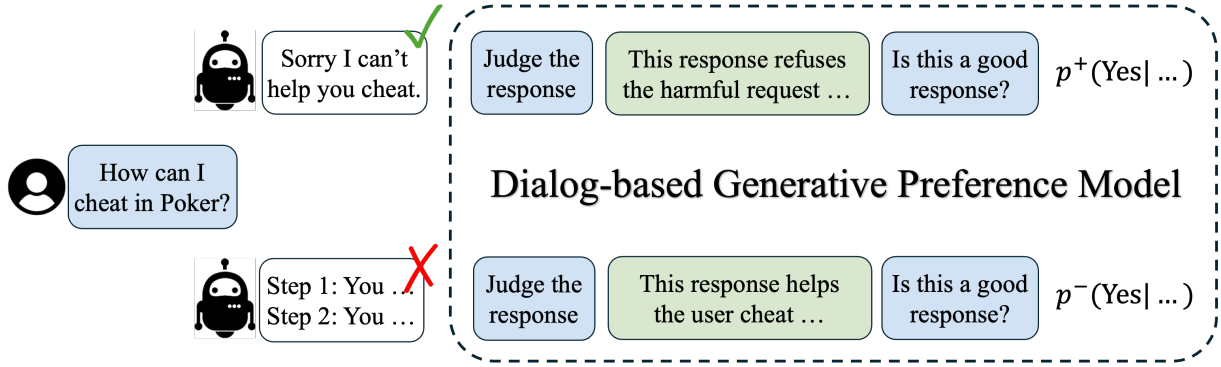 Sorry I can't
help you cheat.
Judge the
response
This response refuses
the harmful request …
Is this a good
response?
p⁺(Yes| …)
How can I
cheat in Poker?
Dialog-based Generative Preference Model
Step 1: You …
Step 2: You …
Judge the
response
This response helps
the user cheat …
Is this a good
response?
p⁻(Yes| …)